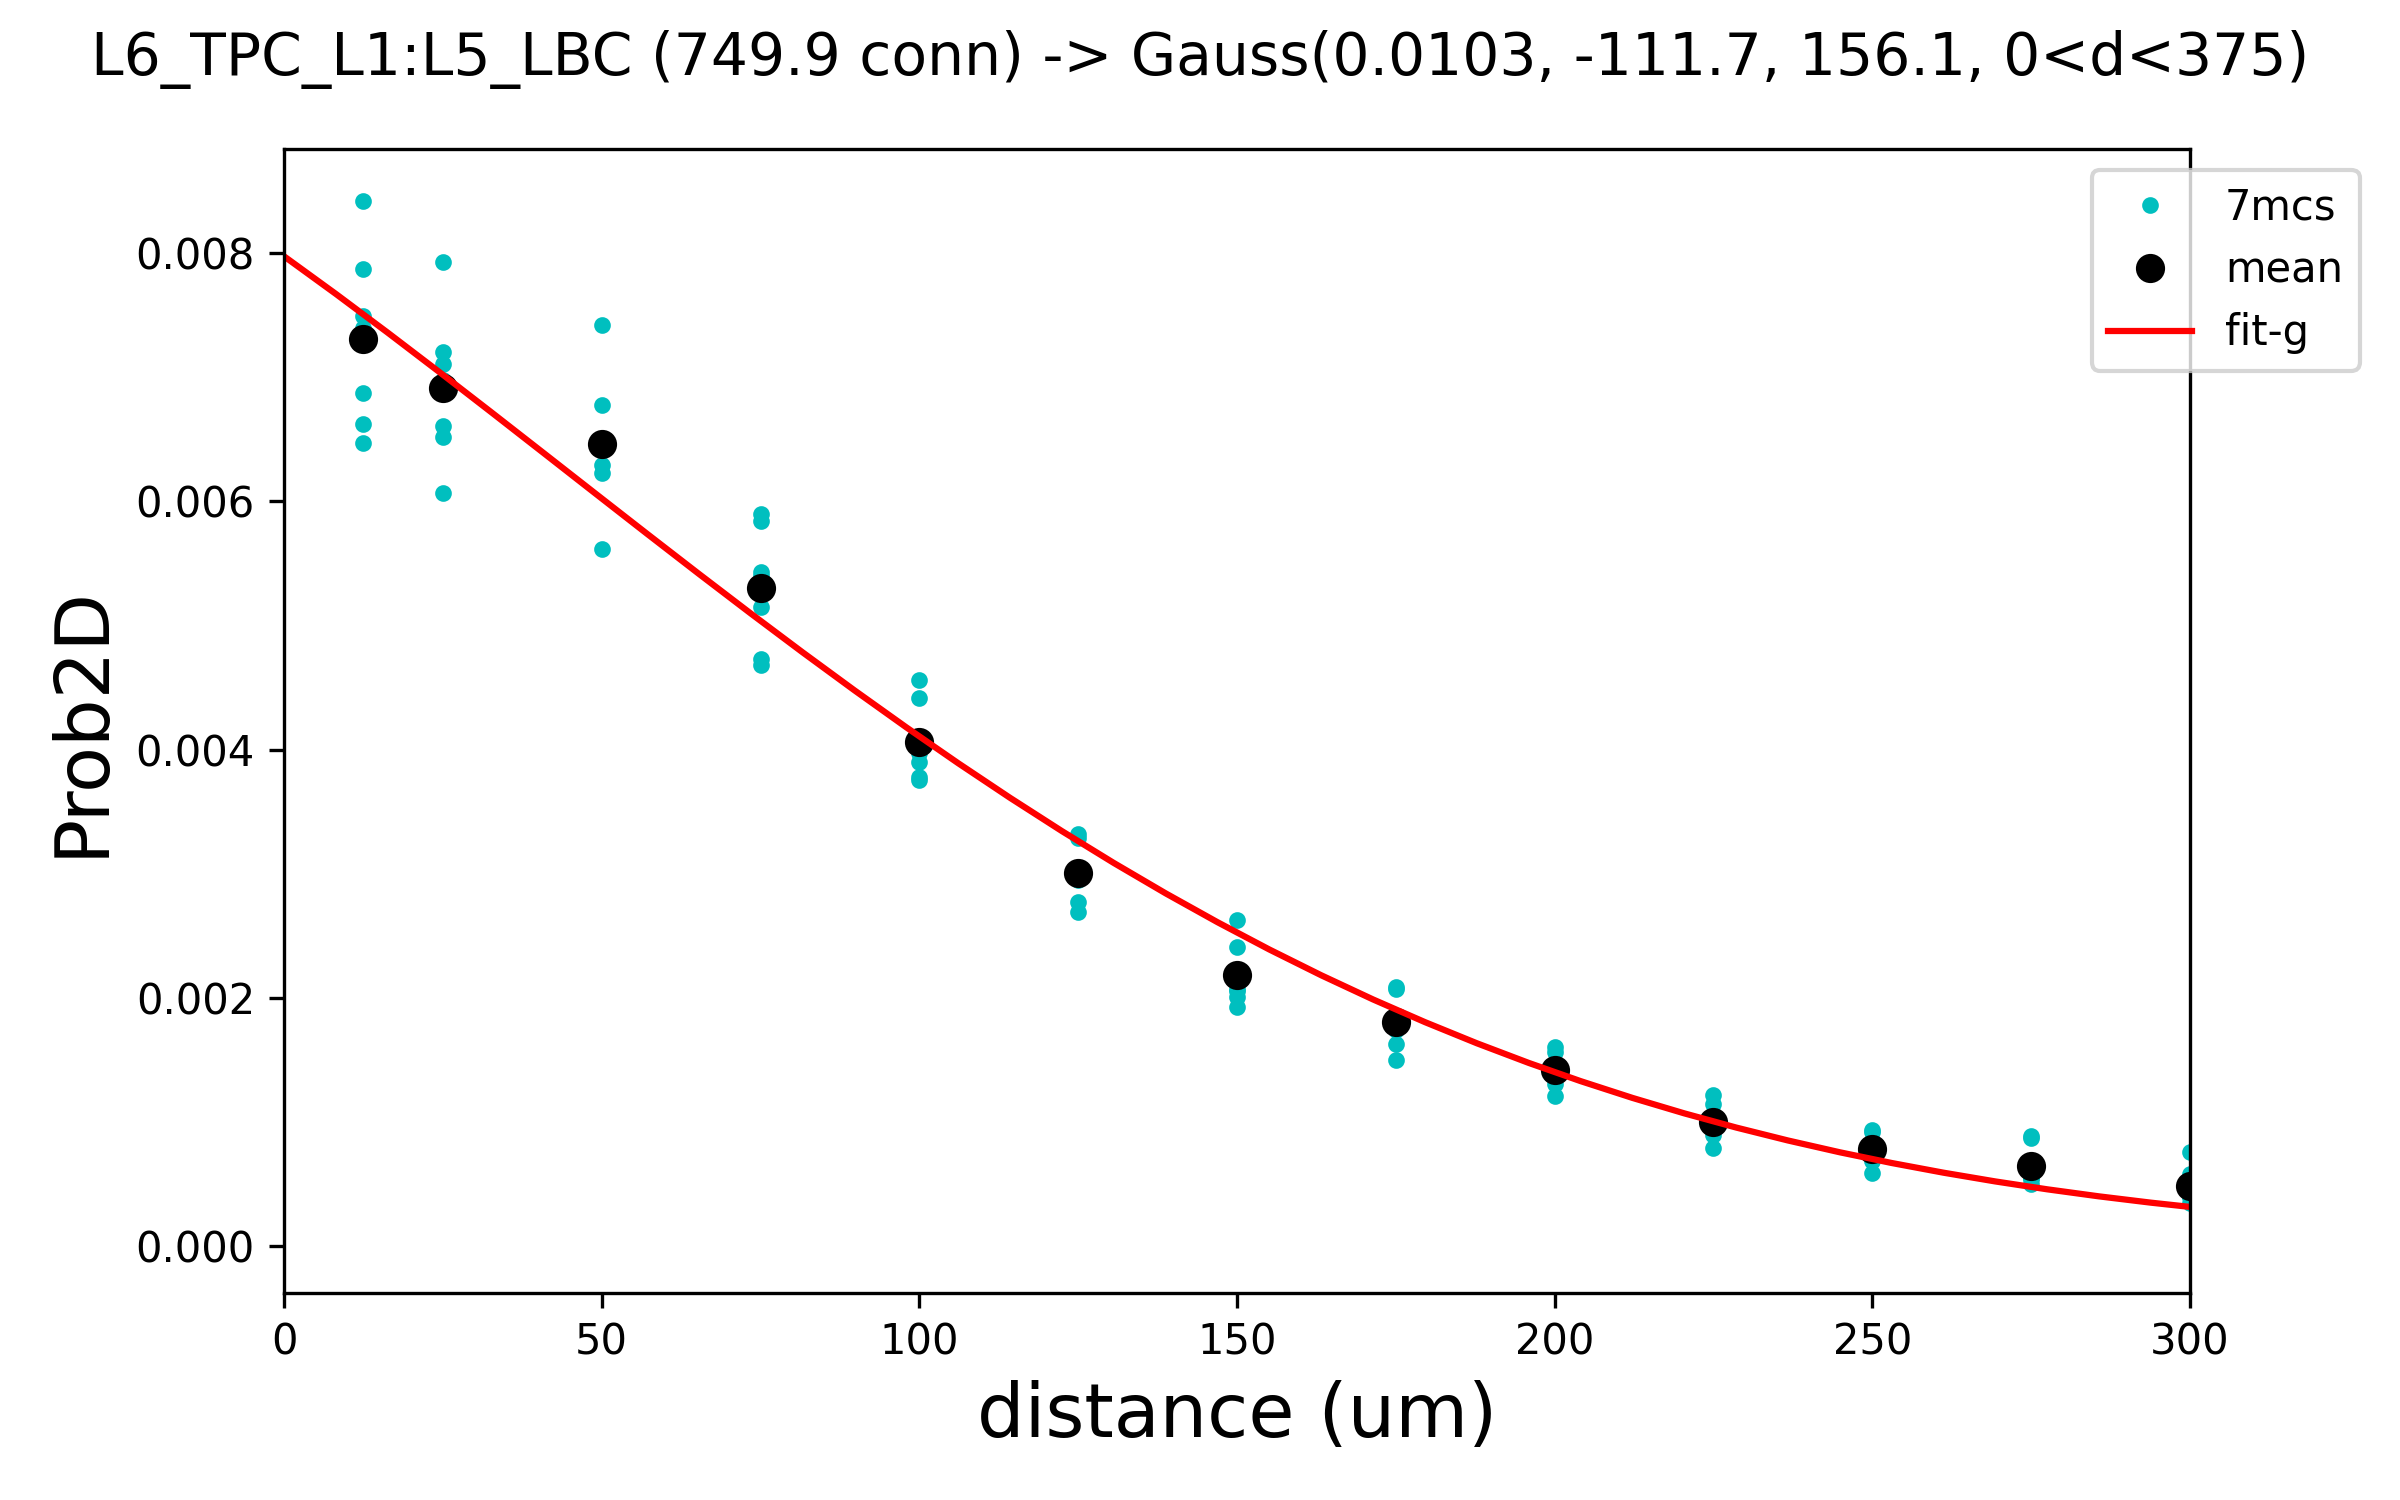 L6_TPC_L1:L5_LBC (749.9 conn) -> Gauss(0.0103, -111.7, 156.1, 0<d<375)
7mcs
mean
fit-g
Prob2D
0.008
0.006
0.004
0.002
0.000
0 50 100 150 200 250 300
distance (um)